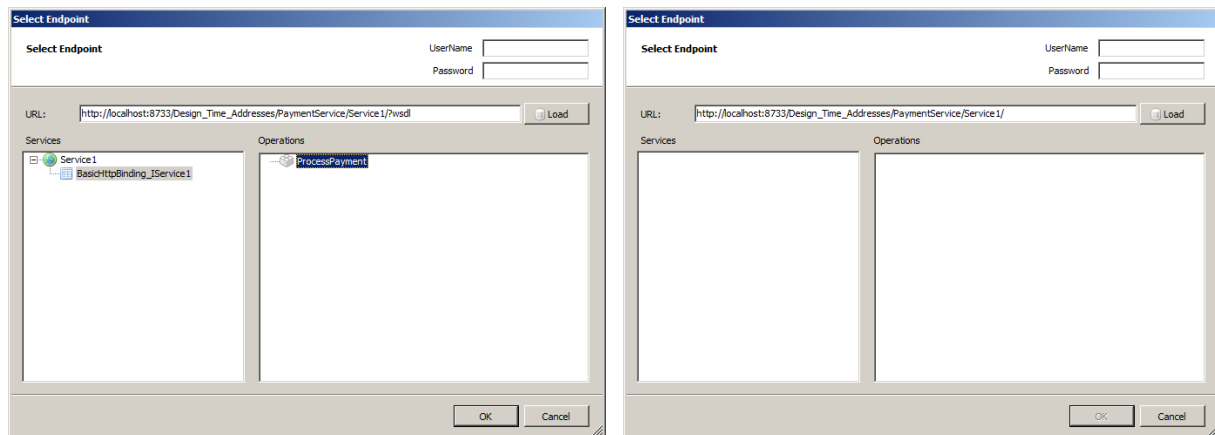 Select Endpoint
Select Endpoint
UserName
Password
URL: http://localhost:8733/Design_Time_Addresses/PaymentService/Service1/?wsdl Load
Services Operations
Service1 ProcessPayment
BasicHttpBinding_IService1
OK Cancel
Select Endpoint
Select Endpoint
UserName
Password
URL: http://localhost:8733/Design_Time_Addresses/PaymentService/Service1/ Load
Services Operations
OK Cancel